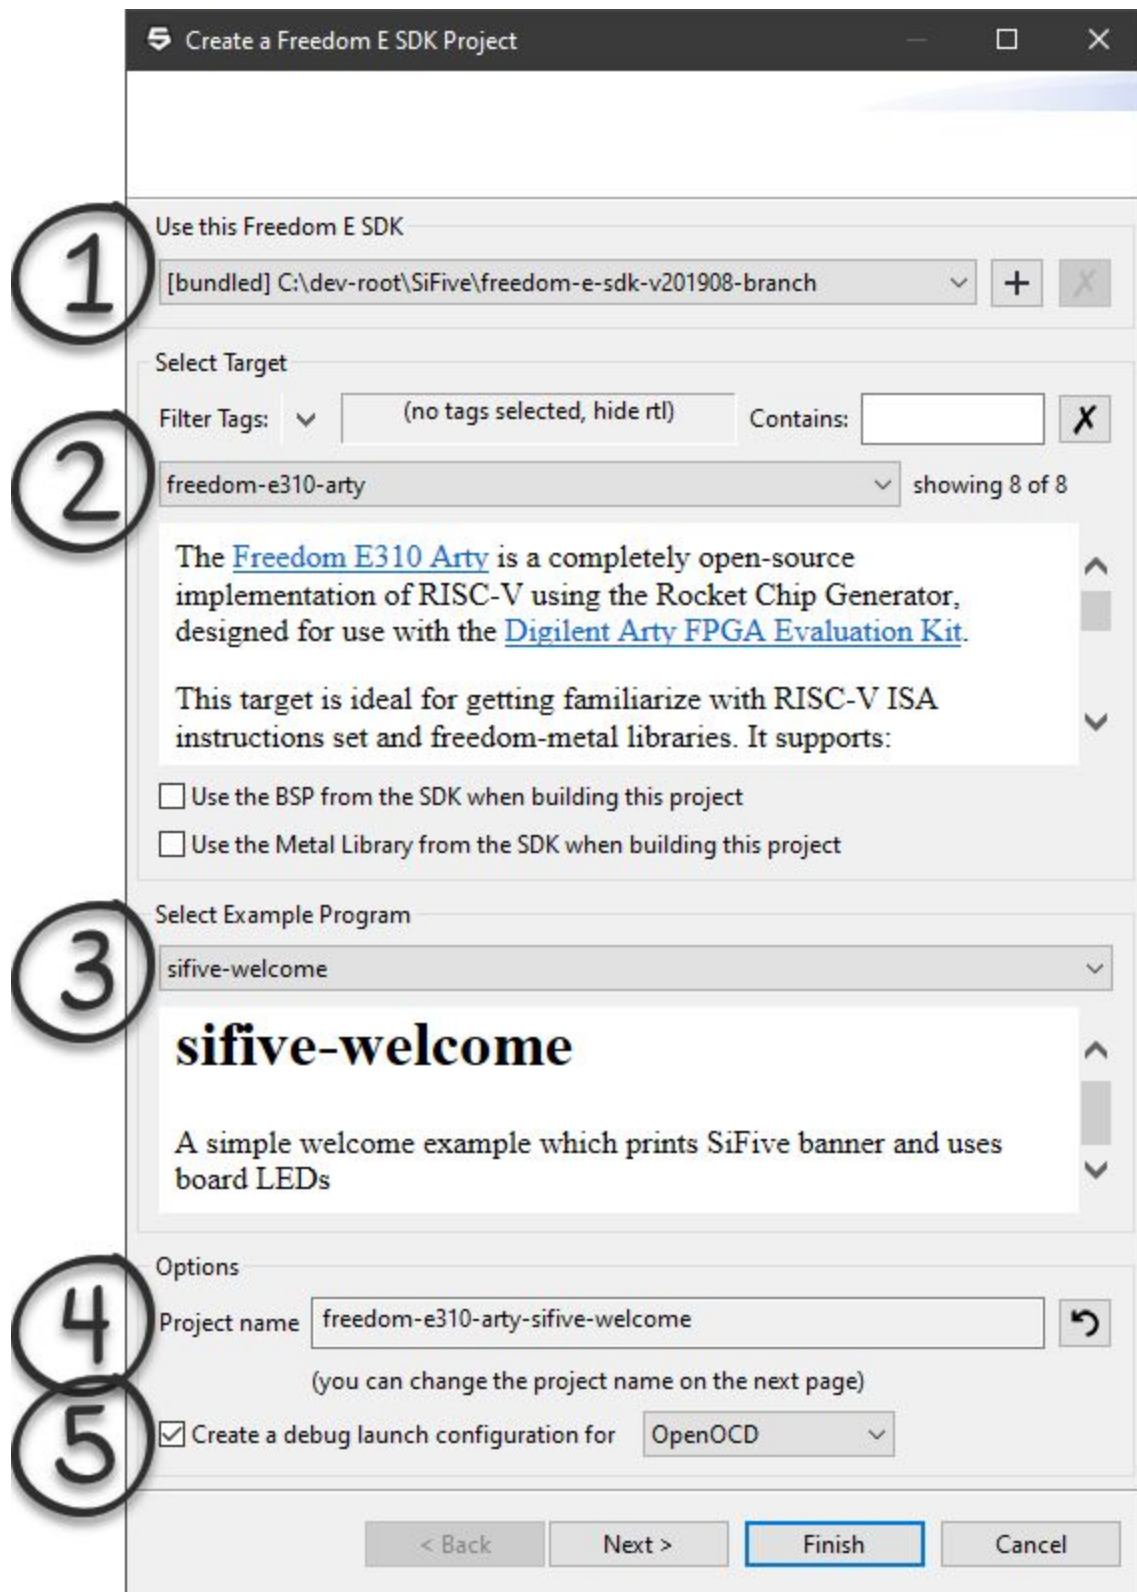 Create a Freedom E SDK Project
1
Use this Freedom E SDK
[bundled] C:\dev-root\SiFive\freedom-e-sdk-v201908-branch
Select Target
Filter Tags: (no tags selected, hide rtl) Contains:
2
freedom-e310-arty showing 8 of 8
The Freedom E310 Arty is a completely open-source
implementation of RISC-V using the Rocket Chip Generator,
designed for use with the Digilent Arty FPGA Evaluation Kit.
This target is ideal for getting familiarize with RISC-V ISA
instructions set and freedom-metal libraries. It supports:
Use the BSP from the SDK when building this project
Use the Metal Library from the SDK when building this project
Select Example Program
3
sifive-welcome
sifive-welcome
A simple welcome example which prints SiFive banner and uses
board LEDs
Options
4
Project name freedom-e310-arty-sifive-welcome
(you can change the project name on the next page)
5
Create a debug launch configuration for OpenOCD
< Back Next > Finish Cancel